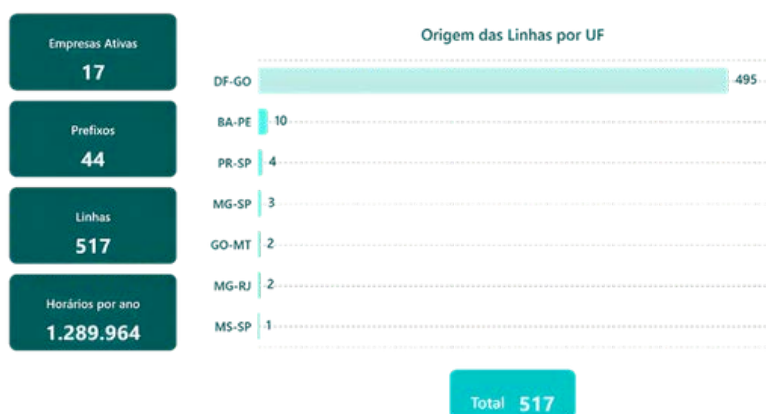 Empresas Ativas
17
Prefixos
44
Linhas
517
Horários por ano
1.289.964
Origem das Linhas por UF
DF-GO 495
BA-PE 10
PR-SP 4
MG-SP 3
GO-MT 2
MG-RJ 2
MS-SP 1
Total 517